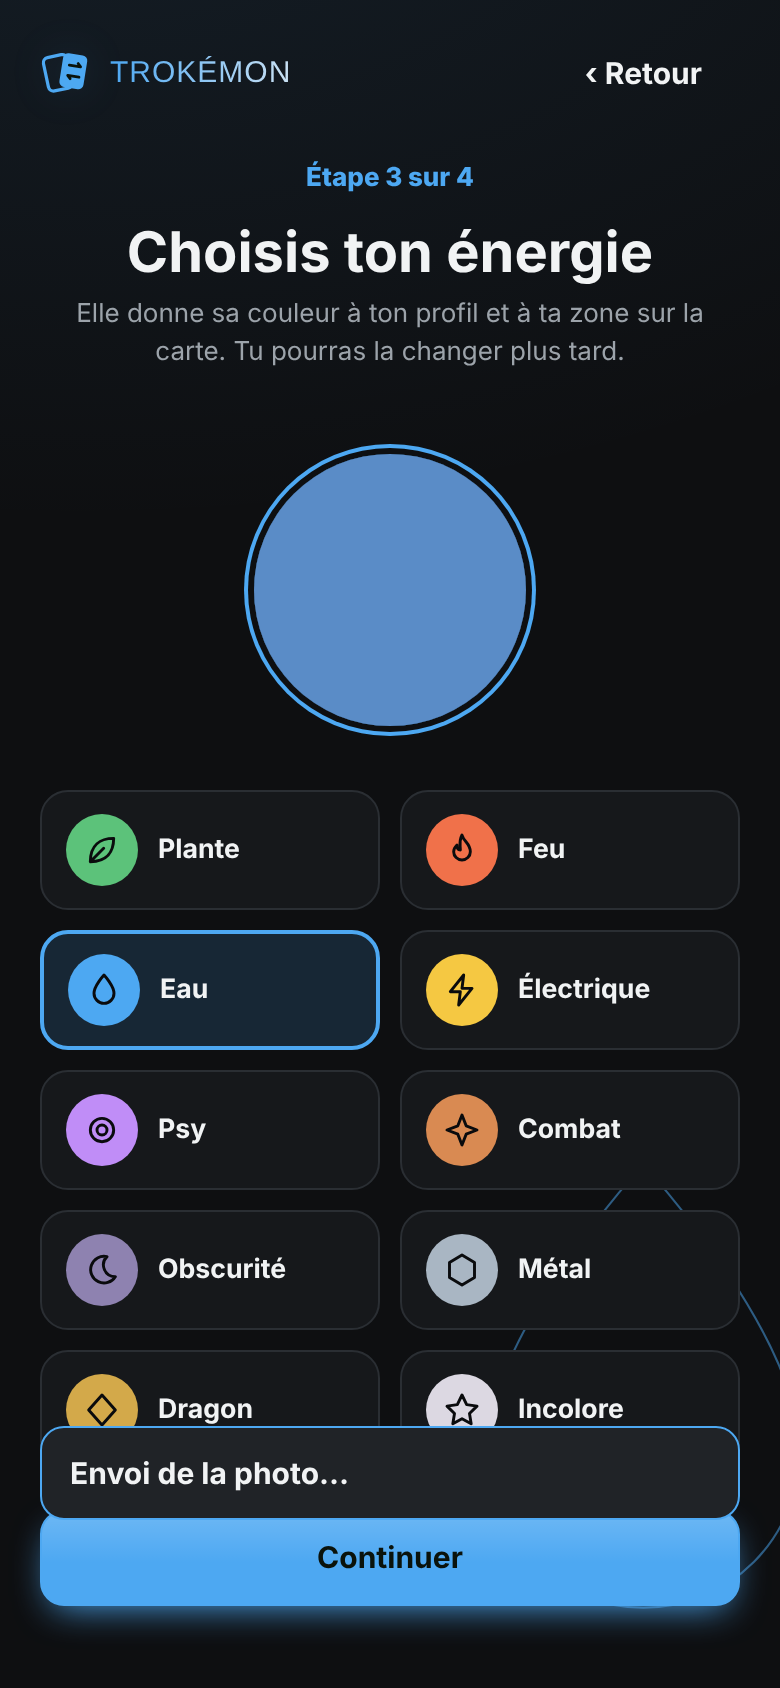 TROKÉMON
‹ Retour
Étape 3 sur 4
Choisis ton énergie
Elle donne sa couleur à ton profil et à ta zone sur la
carte. Tu pourras la changer plus tard.
Plante
Feu
Eau
Électrique
Psy
Combat
Obscurité
Métal
Dragon
Incolore
Envoi de la photo…
Continuer